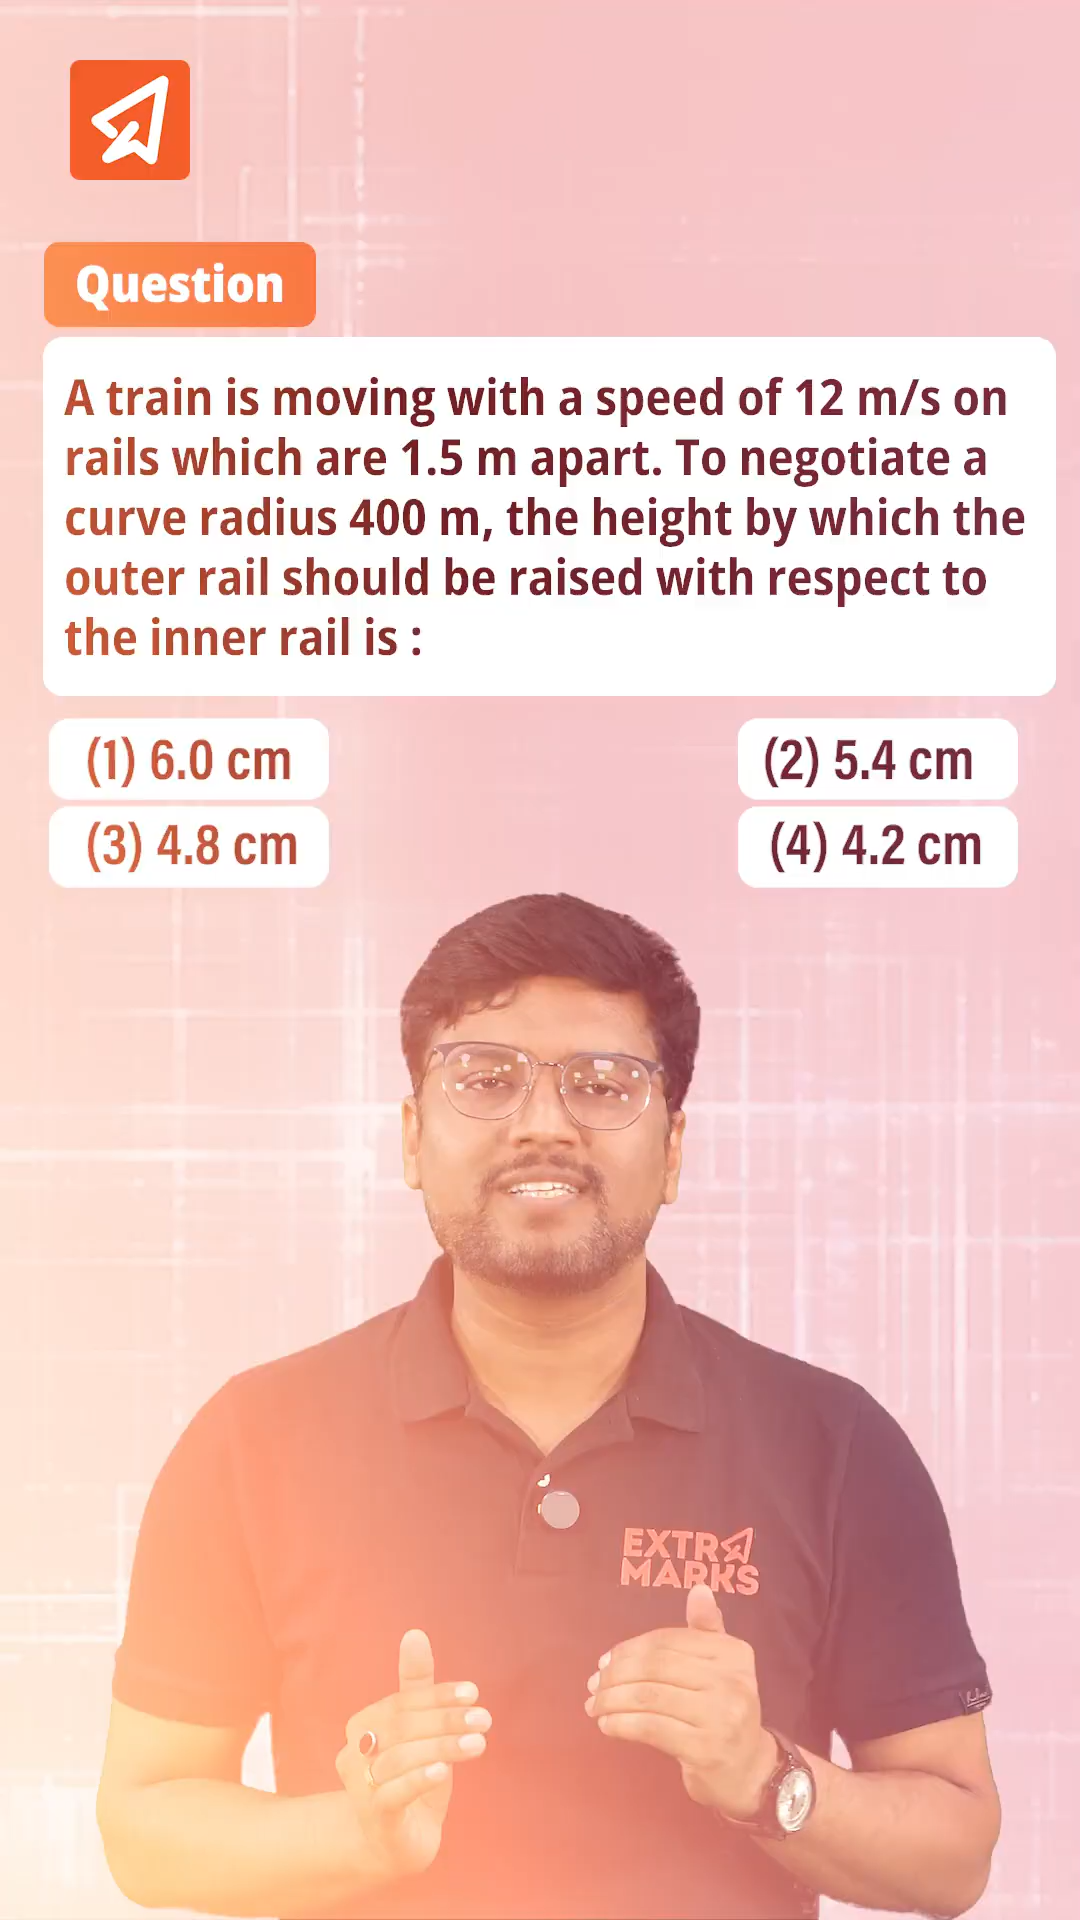 Question
A train is moving with a speed of 12 m/s on
rails which are 1.5 m apart. To negotiate a
curve radius 400 m, the height by which the
outer rail should be raised with respect to
the inner rail is :
(1) 6.0 cm
(2) 5.4 cm
(3) 4.8 cm
(4) 4.2 cm
EXTRA
MARKS